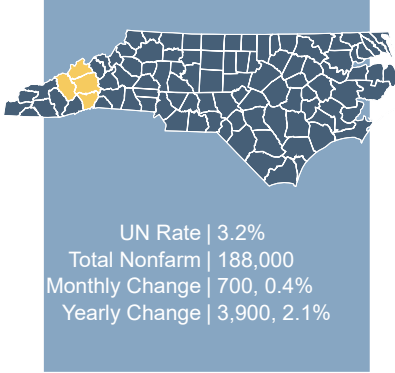 UN Rate | 3.2%
Total Nonfarm | 188,000
Monthly Change | 700, 0.4%
Yearly Change | 3,900, 2.1%